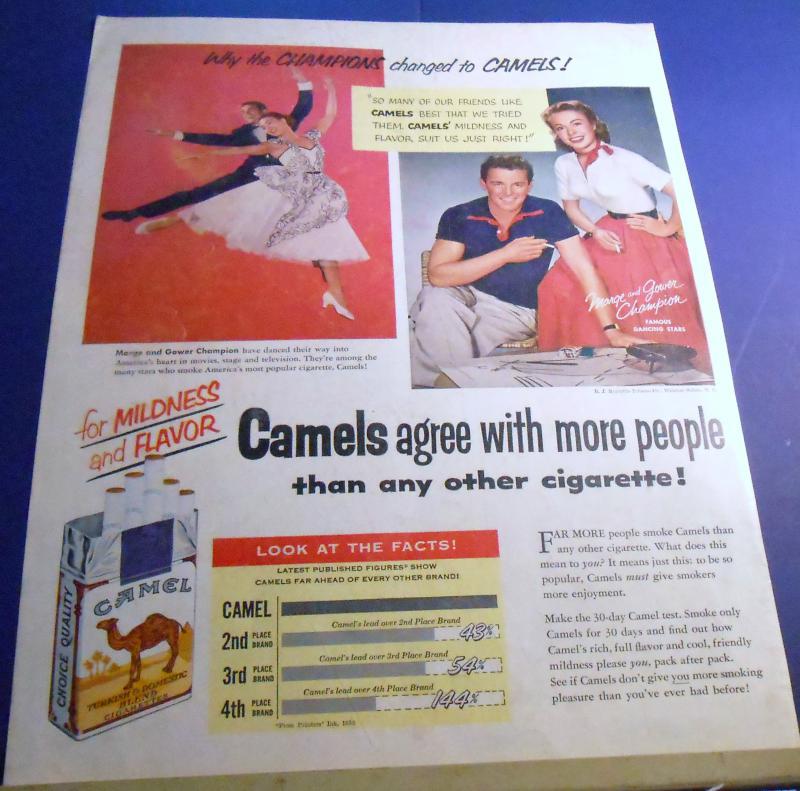 Why the CHAMPIONS changed to CAMELS!
"SO MANY OF OUR FRIENDS LIKE
CAMELS BEST THAT WE TRIED
THEM. CAMELS' MILDNESS AND
FLAVOR SUIT US JUST RIGHT!"
Marge and Gower
Champion
FAMOUS
DANCING STARS
Marge and Gower Champion have danced their way into
America's heart in movies, stage and television. They're among the
many stars who smoke America's most popular cigarette, Camels!
R. J. Reynolds Tobacco Co., Winston-Salem, N. C.
for MILDNESS
and FLAVOR
Camels agree with more people
than any other cigarette!
CAMEL
CHOICE QUALITY
TURKISH & DOMESTIC
BLEND
CIGARETTES
LOOK AT THE FACTS!
LATEST PUBLISHED FIGURES* SHOW
CAMELS FAR AHEAD OF EVERY OTHER BRAND!
CAMEL
Camel's lead over 2nd Place Brand
2nd PLACE BRAND
43%
Camel's lead over 3rd Place Brand
3rd PLACE BRAND
54%
Camel's lead over 4th Place Brand
4th PLACE BRAND
144%
Ink,
FAR MORE people smoke Camels than
any other cigarette. What does this
mean to you? It means just this: to be so
popular, Camels must give smokers
more enjoyment.
Make the 30-day Camel test. Smoke only
Camels for 30 days and find out how
Camel's rich, full flavor and cool, friendly
mildness please you, pack after pack.
See if Camels don't give you more smoking
pleasure than you've ever had before!